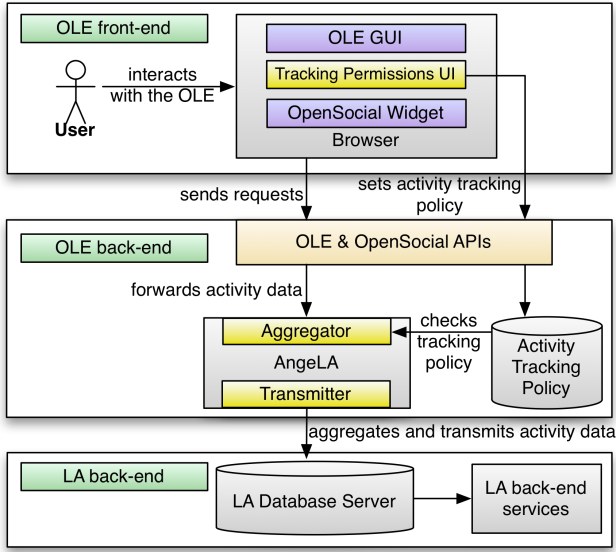 OLE front-end
OLE GUI
Tracking Permissions UI
OpenSocial Widget
Browser
interacts
with the OLE
User
sends requests
sets activity tracking
policy
OLE back-end
OLE & OpenSocial APIs
forwards activity data
Aggregator
AngeLA
Transmitter
checks
tracking
policy
Activity
Tracking
Policy
aggregates and transmits activity data
LA back-end
LA Database Server
LA back-end
services